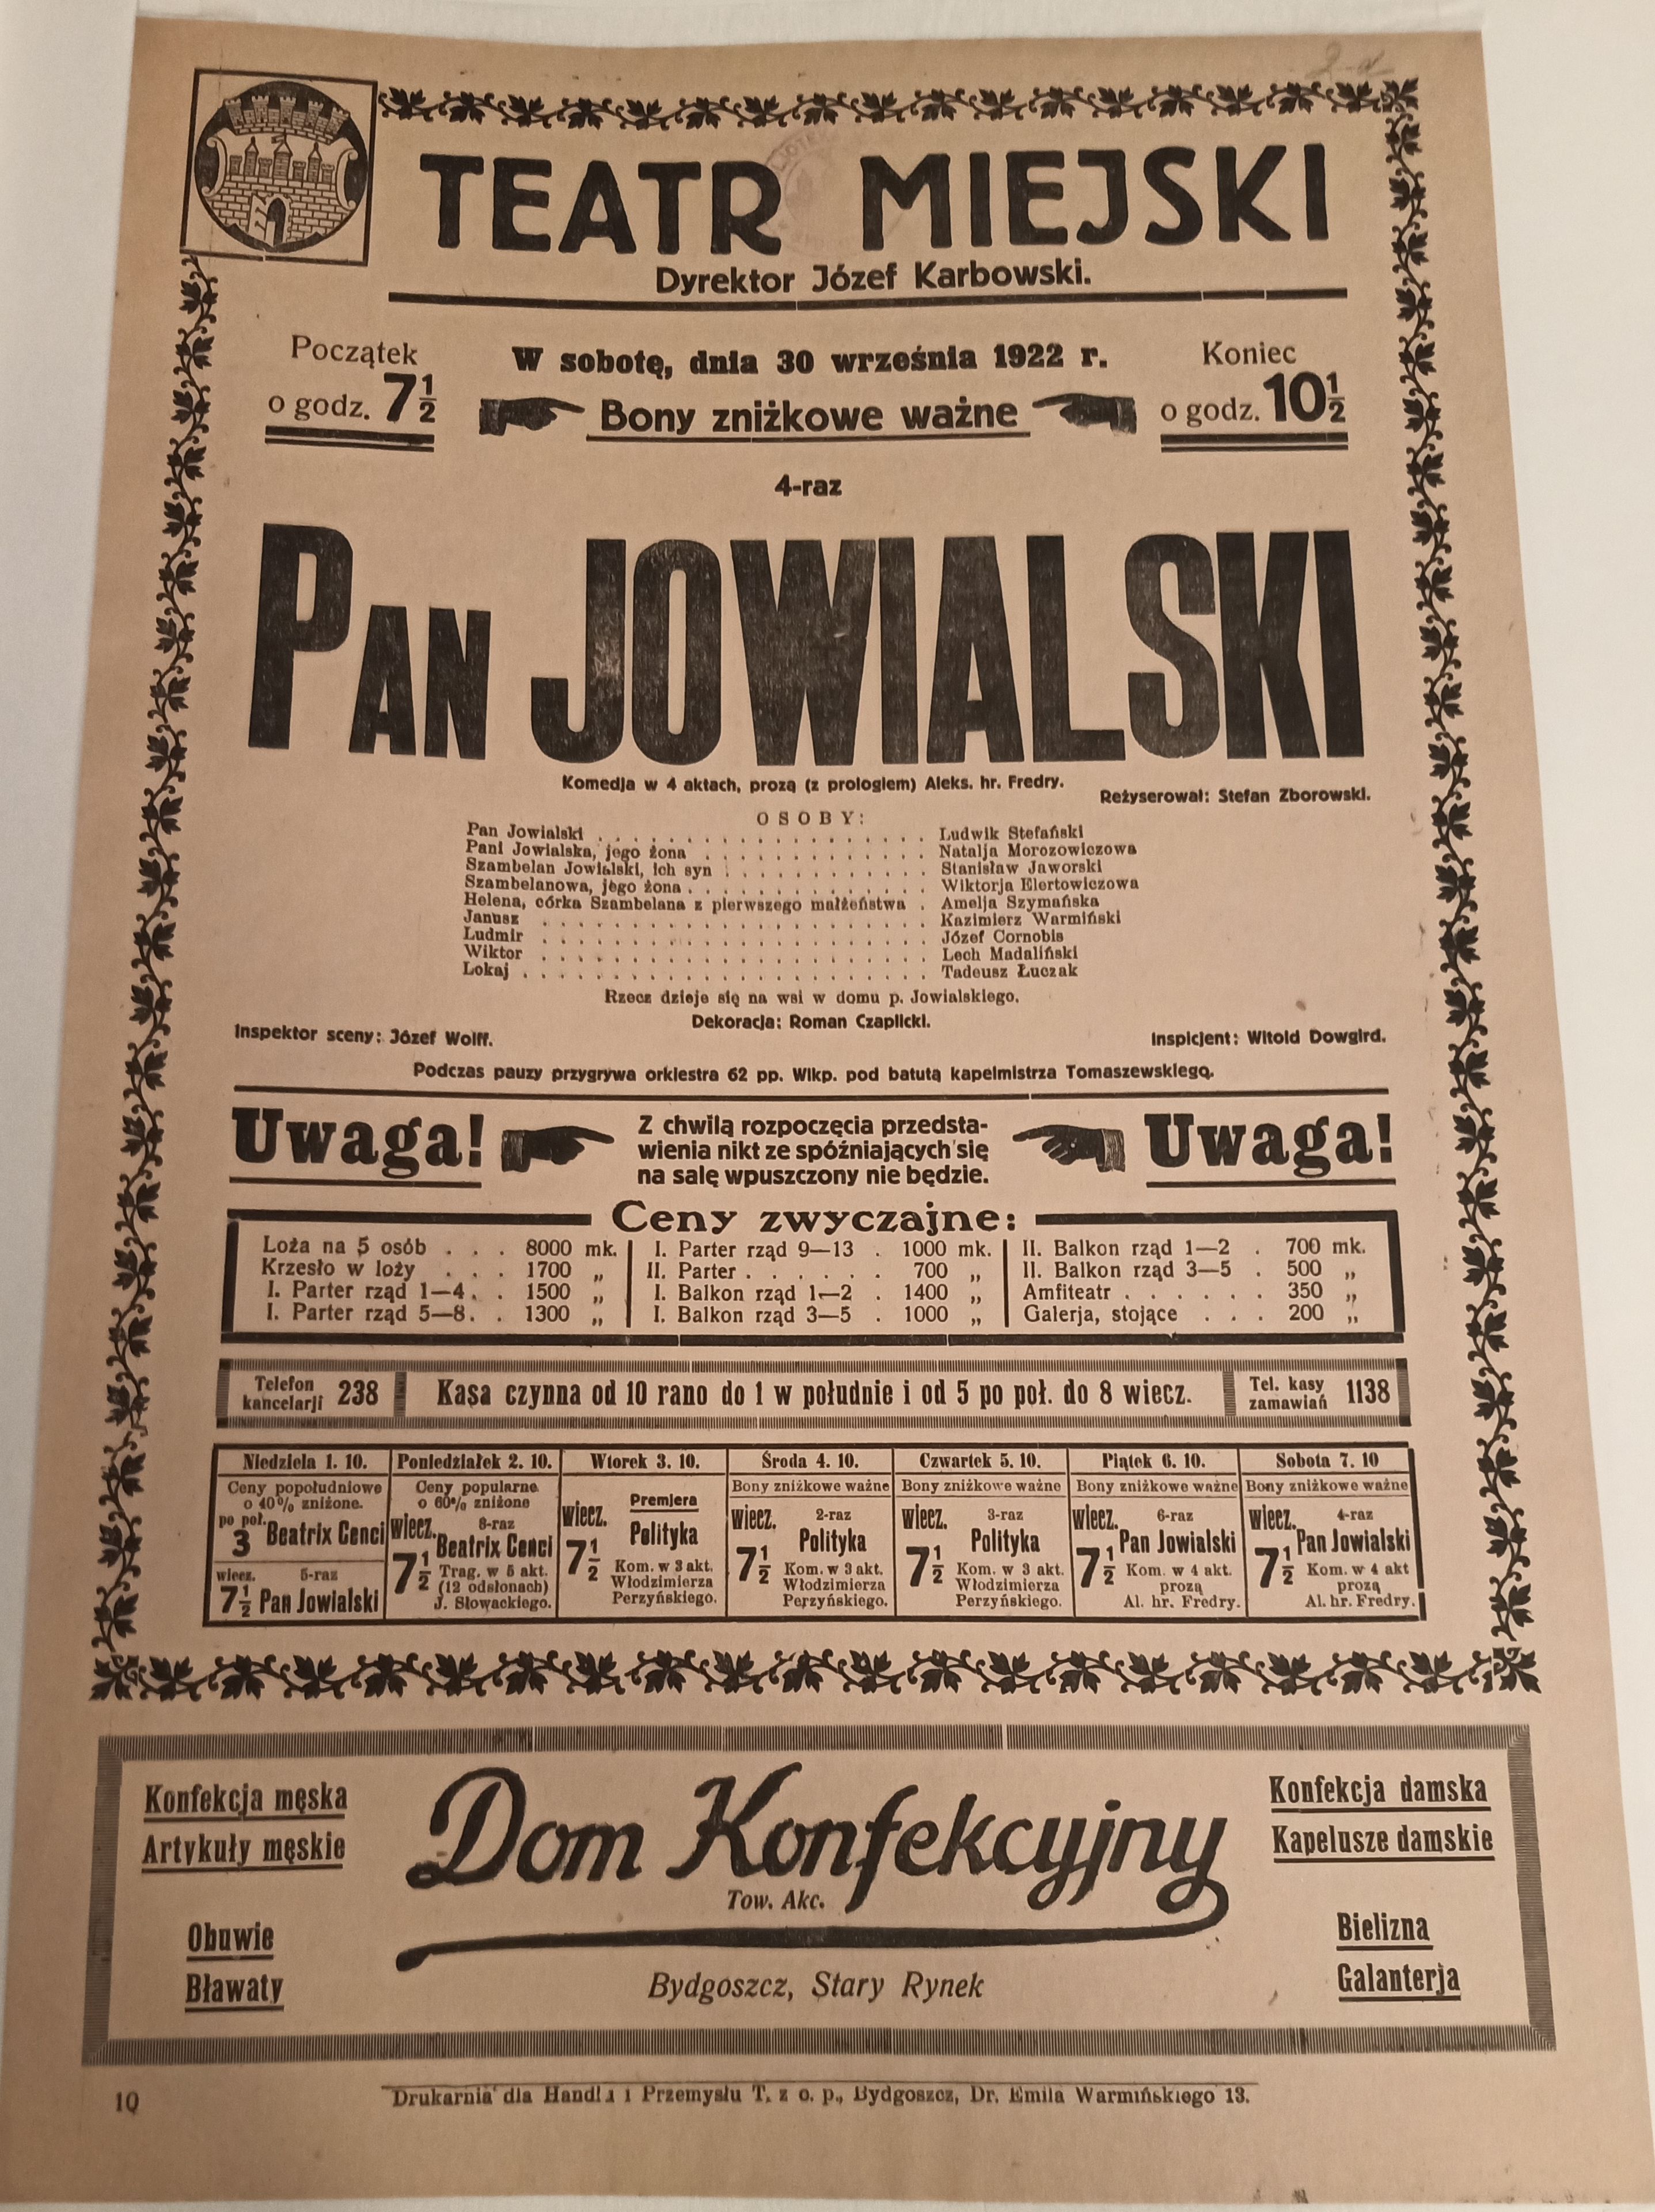 TEATR MIEJSKI
Dyrektor Józef Karbowski.
Początek
o godz. 7 1/2
W sobotę, dnia 30 września 1922 r.
Bony zniżkowe ważne
Koniec
o godz. 10 1/2
4-raz
PAN JOWIALSKI
Komedja w 4 aktach, prozą (z prologiem) Aleks. hr. Fredry.
Reżyserował: Stefan Zborowski.
OSOBY:
Pan Jowialski . . . . . . . . . . . . . . . . . . . Ludwik Stefański
Pani Jowialska, jego żona . . . . . . . . . . . . . Natalja Morozowiczowa
Szambelan Jowialski, ich syn . . . . . . . . . . . . Stanisław Jaworski
Szambelanowa, jego żona . . . . . . . . . . . . . . Wiktorja Elertowiczowa
Helena, córka Szambelana z pierwszego małżeństwa . Amelja Szymańska
Janusz . . . . . . . . . . . . . . . . . . . . . . Kazimierz Warmiński
Ludmir . . . . . . . . . . . . . . . . . . . . . . Józef Cornobis
Wiktor . . . . . . . . . . . . . . . . . . . . . . Lech Madaliński
Lokaj . . . . . . . . . . . . . . . . . . . . . . . Tadeusz Łuczak
Rzecz dzieje się na wsi w domu p. Jowialskiego.
Dekoracja: Roman Czaplicki.
Inspektor sceny: Józef Wolff.
Inspicjent: Witold Dowgird.
Podczas pauzy przygrywa orkiestra 62 pp. Wlkp. pod batutą kapelmistrza Tomaszewskiego.
Uwaga!
Z chwilą rozpoczęcia przedsta-
wienia nikt ze spóźniających się
na salę wpuszczony nie będzie.
Uwaga!
Ceny zwyczajne:
Loża na 5 osób . . . 8000 mk.
Krzesło w loży . . . 1700 „
I. Parter rząd 1—4 . . 1500 „
I. Parter rząd 5—8 . . 1300 „
I. Parter rząd 9—13 . 1000 mk.
II. Parter . . . . . . 700 „
I. Balkon rząd 1—2 . 1400 „
I. Balkon rząd 3—5 . 1000 „
II. Balkon rząd 1—2 . 700 mk.
II. Balkon rząd 3—5 . 500 „
Amfiteatr . . . . . . 350 „
Galerja, stojące . . . 200 „
Telefon
kancelarji 238
Kasa czynna od 10 rano do 1 w południe i od 5 po poł. do 8 wiecz.
Tel. kasy
zamawiań 1138
Niedziela 1. 10.
Ceny popołudniowe
o 40% zniżone.
po poł.
3 Beatrix Cenci
wiecz. 5-raz
7 1/2 Pan Jowialski
Poniedziałek 2. 10.
Ceny popularne
o 60% zniżone
wiecz. 8-raz
7 1/2 Beatrix Cenci
Trag. w 5 akt.
(12 odsłonach)
J. Słowackiego.
Wtorek 3. 10.
wiecz. Premjera
7 1/2 Polityka
Kom. w 3 akt.
Włodzimierza
Perzyńskiego.
Środa 4. 10.
Bony zniżkowe ważne
wiecz. 2-raz
7 1/2 Polityka
Kom. w 3 akt.
Włodzimierza
Perzyńskiego.
Czwartek 5. 10.
Bony zniżkowe ważne
wiecz. 3-raz
7 1/2 Polityka
Kom. w 3 akt.
Włodzimierza
Perzyńskiego.
Piątek 6. 10.
Bony zniżkowe ważne
wiecz. 6-raz
7 1/2 Pan Jowialski
Kom. w 4 akt.
prozą
Al. hr. Fredry.
Sobota 7. 10
Bony zniżkowe ważne
wiecz. 4-raz
7 1/2 Pan Jowialski
Kom. w 4 akt
prozą
Al. hr. Fredry.
Konfekcja męska
Artykuły męskie
Obuwie
Bławaty
Dom Konfekcyjny
Tow. Akc.
Bydgoszcz, Stary Rynek
Konfekcja damska
Kapelusze damskie
Bielizna
Galanterja
10
Drukarnia dla Handlu i Przemysłu T. z o. p., Bydgoszcz, Dr. Emila Warmińskiego 13.